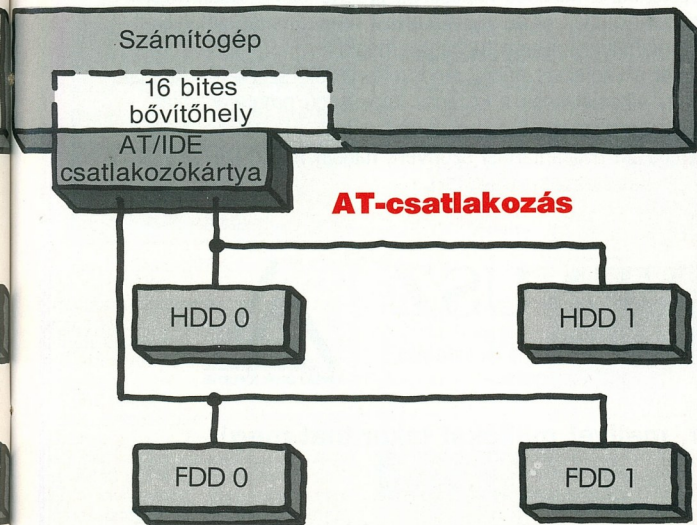 Számítógép
16 bites
bővítőhely
AT/IDE
csatlakozókártya
AT-csatlakozás
HDD 0
HDD 1
FDD 0
FDD 1